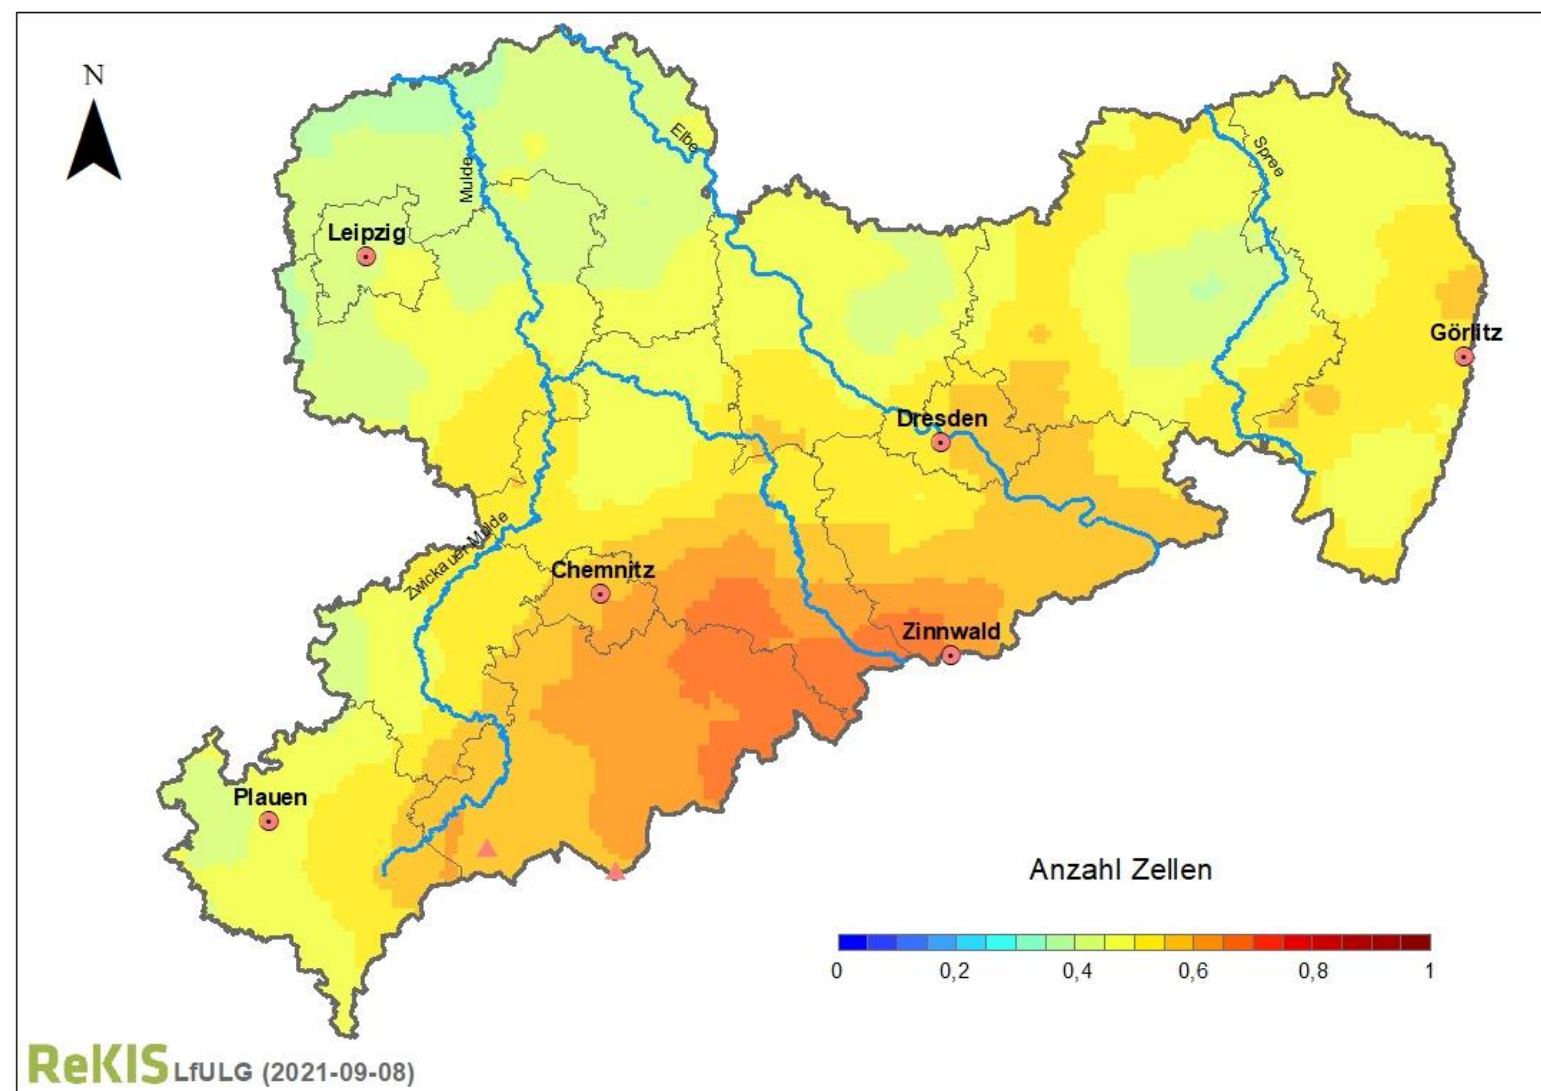 N
Elbe
Mulde
Spree
Leipzig
Görlitz
Dresden
Zwickauer Mulde
Chemnitz
Zinnwald
Plauen
Anzahl Zellen
0 0,2 0,4 0,6 0,8 1
ReKIS LfULG (2021-09-08)